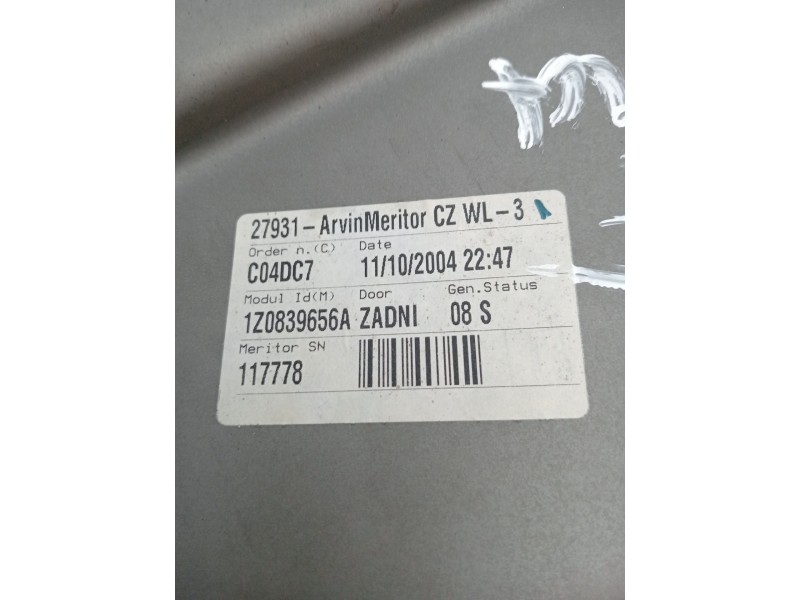 27931-ArvinMeritor CZ WL-3
Order n.(C) Date
C04DC7 11/10/2004 22:47
Modul Id(M) Door Gen.Status
1Z0839656A ZADNI 08 S
Meritor SN
117778